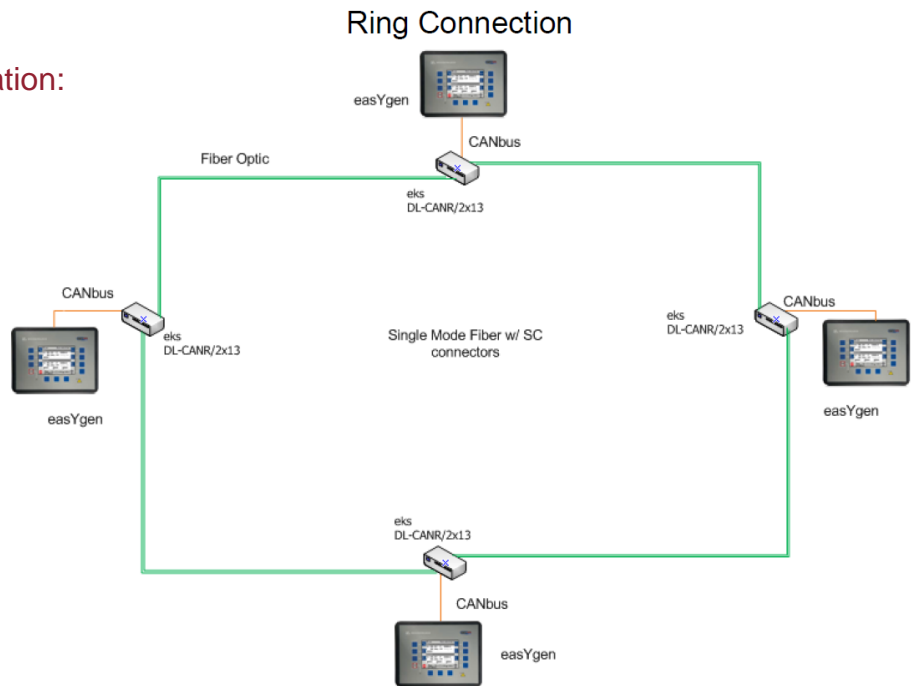 Ring Connection
ation:
easYgen
CANbus
Fiber Optic
eks
DL-CANR/2x13
CANbus
eks
DL-CANR/2x13
easYgen
Single Mode Fiber w/ SC
connectors
CANbus
eks
DL-CANR/2x13
easYgen
eks
DL-CANR/2x13
CANbus
easYgen